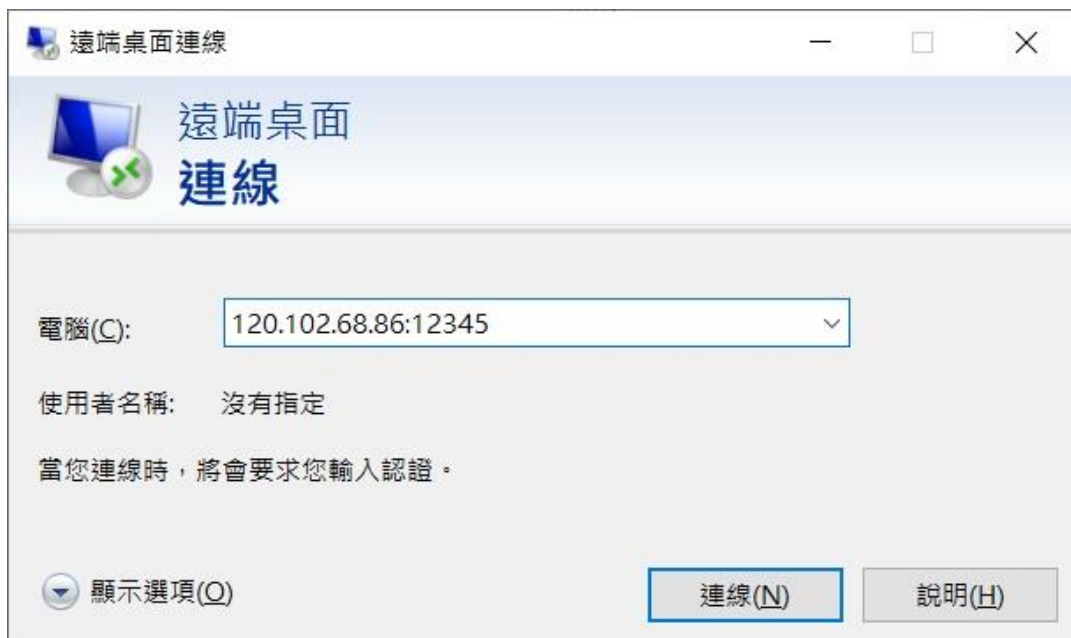 遠端桌面連線
遠端桌面
連線
電腦(C): 120.102.68.86:12345
使用者名稱: 沒有指定
當您連線時，將會要求您輸入認證。
顯示選項(O) 連線(N) 說明(H)